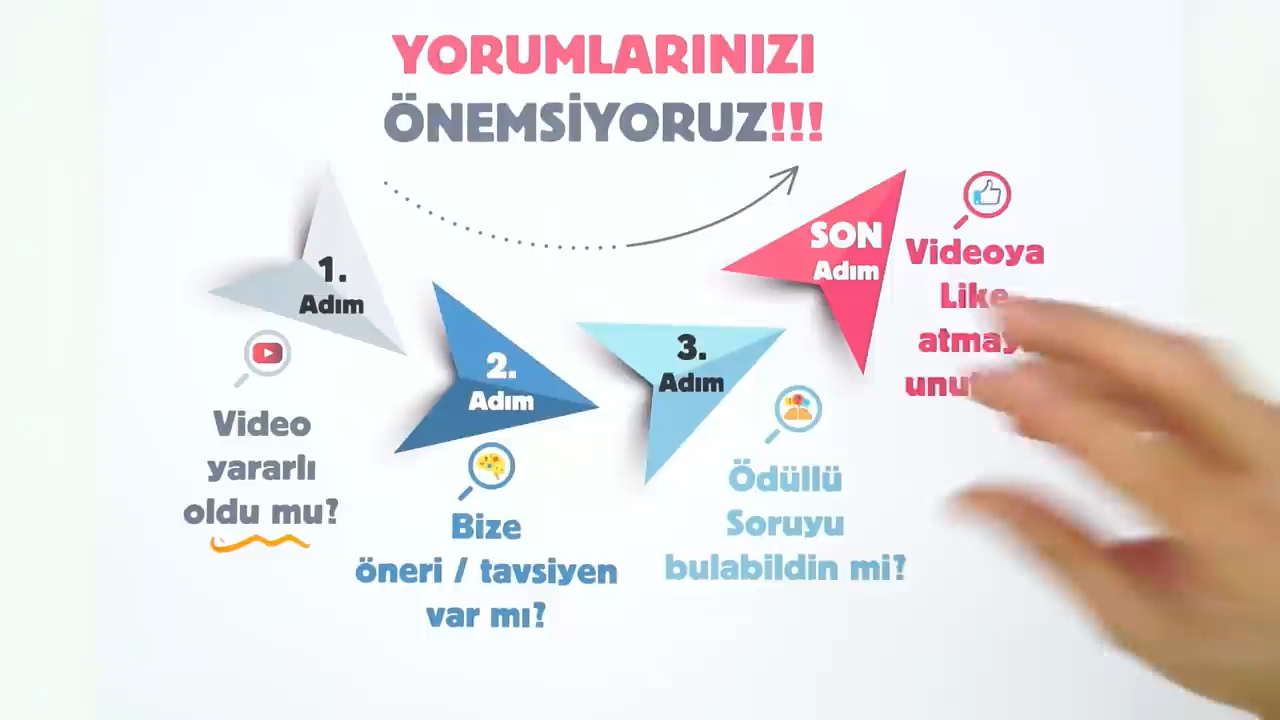 YORUMLARINIZI
ÖNEMSİYORUZ!!!
1.
Adım
Video
yararlı
oldu mu?
2.
Adım
Bize
öneri / tavsiyen
var mı?
3.
Adım
Ödüllü
Soruyu
bulabildin mi?
SON
Adım
Videoya
Like